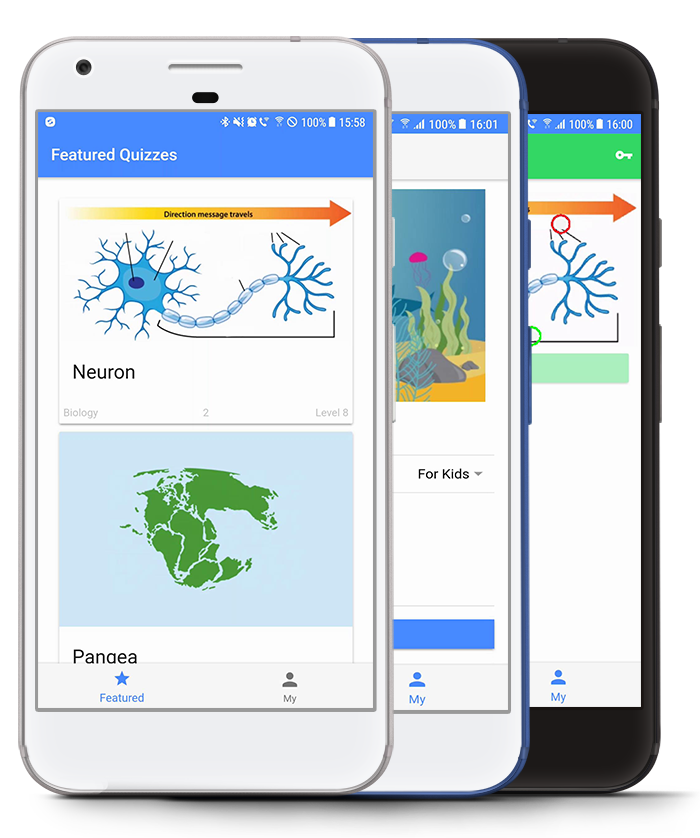 100% 15:58
Featured Quizzes
Direction message travels
Neuron
Biology 2 Level 8
Pangea
Featured My
100% 16:01
For Kids
My
100% 16:00
My